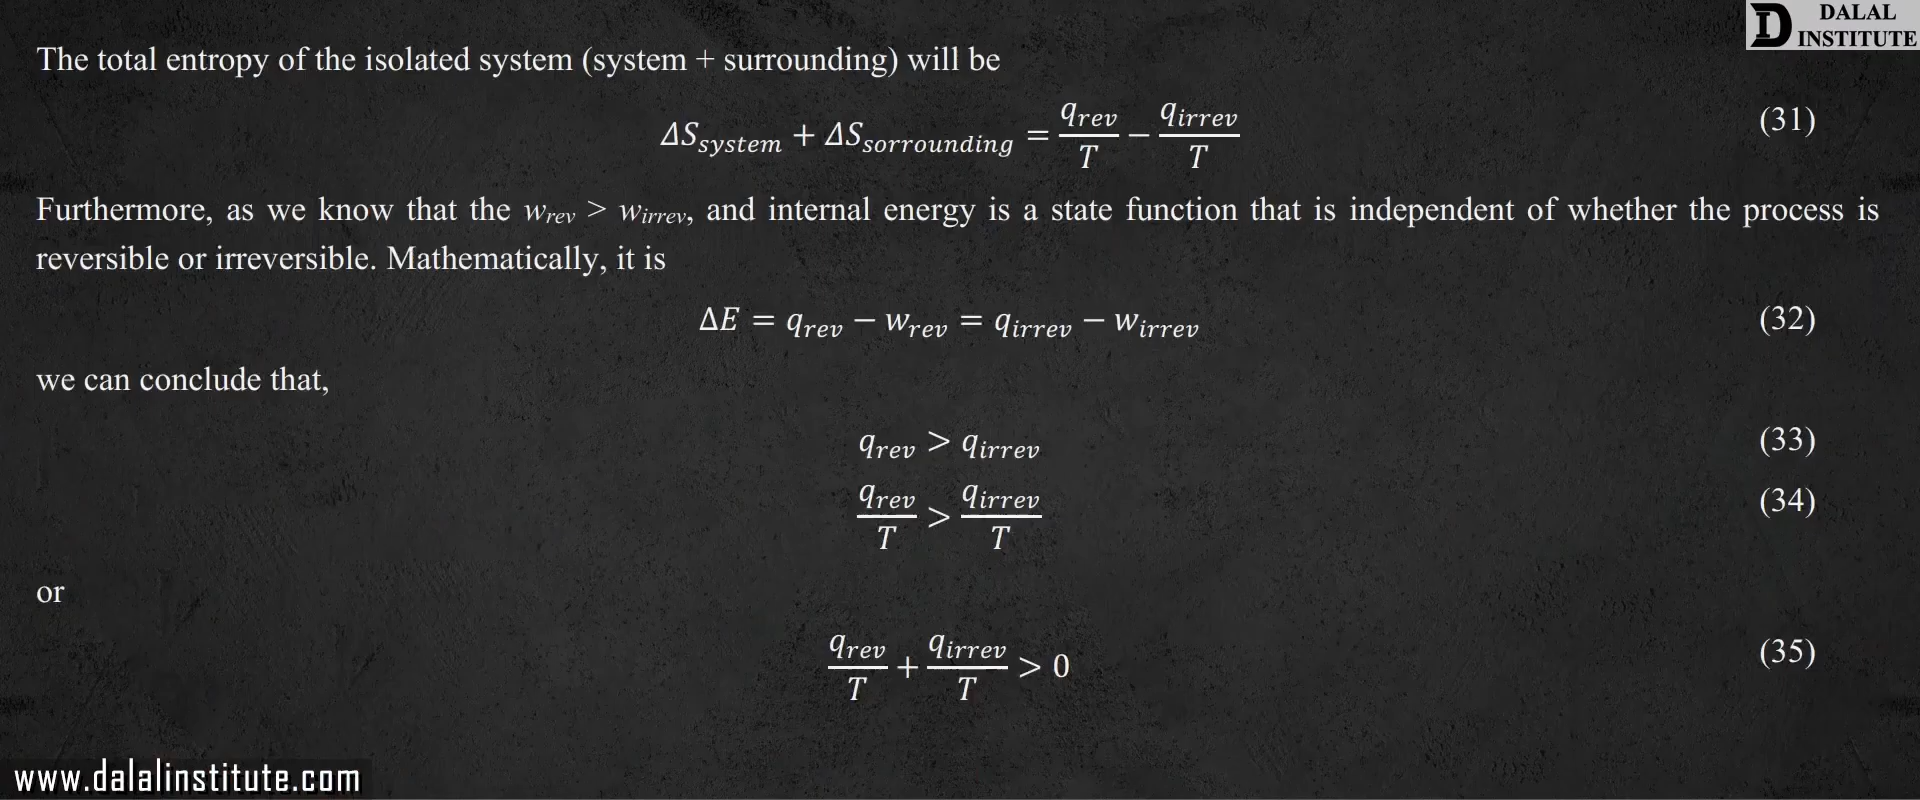 DALAL
INSTITUTE
The total entropy of the isolated system (system + surrounding) will be
ΔS_system + ΔS_sorrounding = q_rev/T − q_irrev/T (31)
Furthermore, as we know that the w_rev > w_irrev, and internal energy is a state function that is independent of whether the process is
reversible or irreversible. Mathematically, it is
ΔE = q_rev − w_rev = q_irrev − w_irrev (32)
we can conclude that,
q_rev > q_irrev (33)
q_rev/T > q_irrev/T (34)
or
q_rev/T + q_irrev/T > 0 (35)
www.dalalinstitute.com